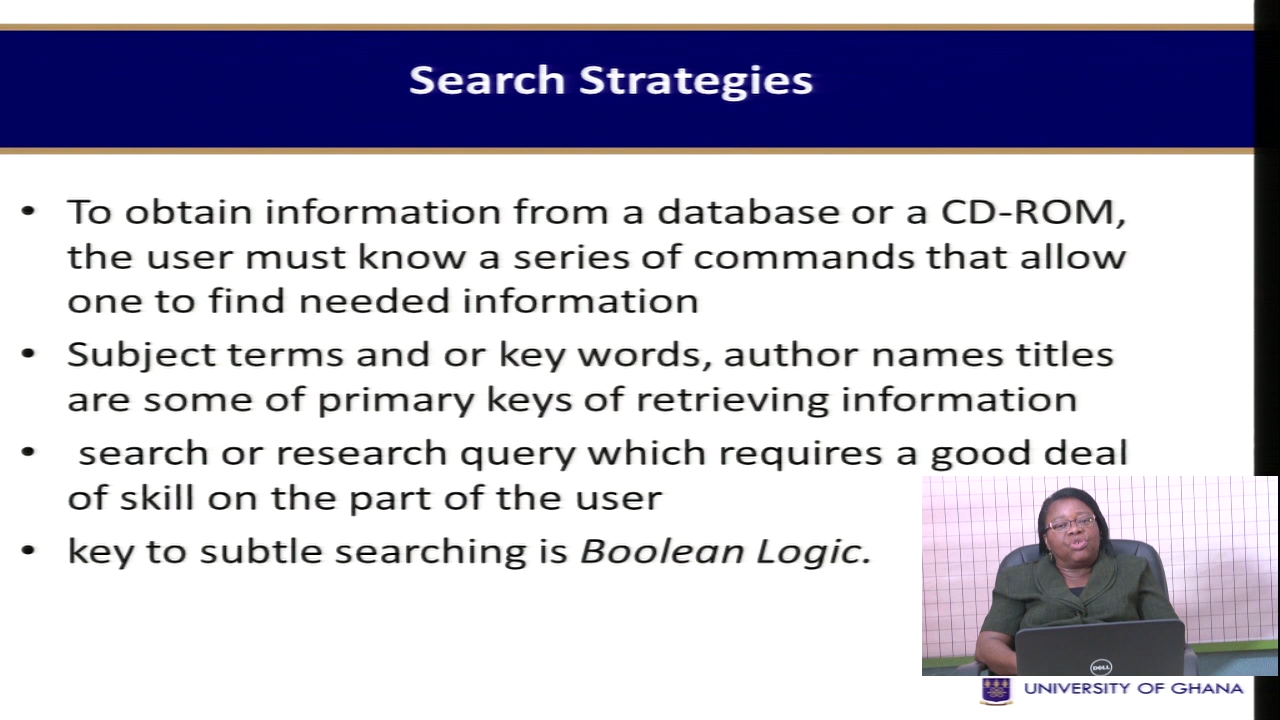 Search Strategies
• To obtain information from a database or a CD-ROM,
the user must know a series of commands that allow
one to find needed information
• Subject terms and or key words, author names titles
are some of primary keys of retrieving information
• search or research query which requires a good deal
of skill on the part of the user
• key to subtle searching is Boolean Logic.
DELL
UNIVERSITY OF GHANA